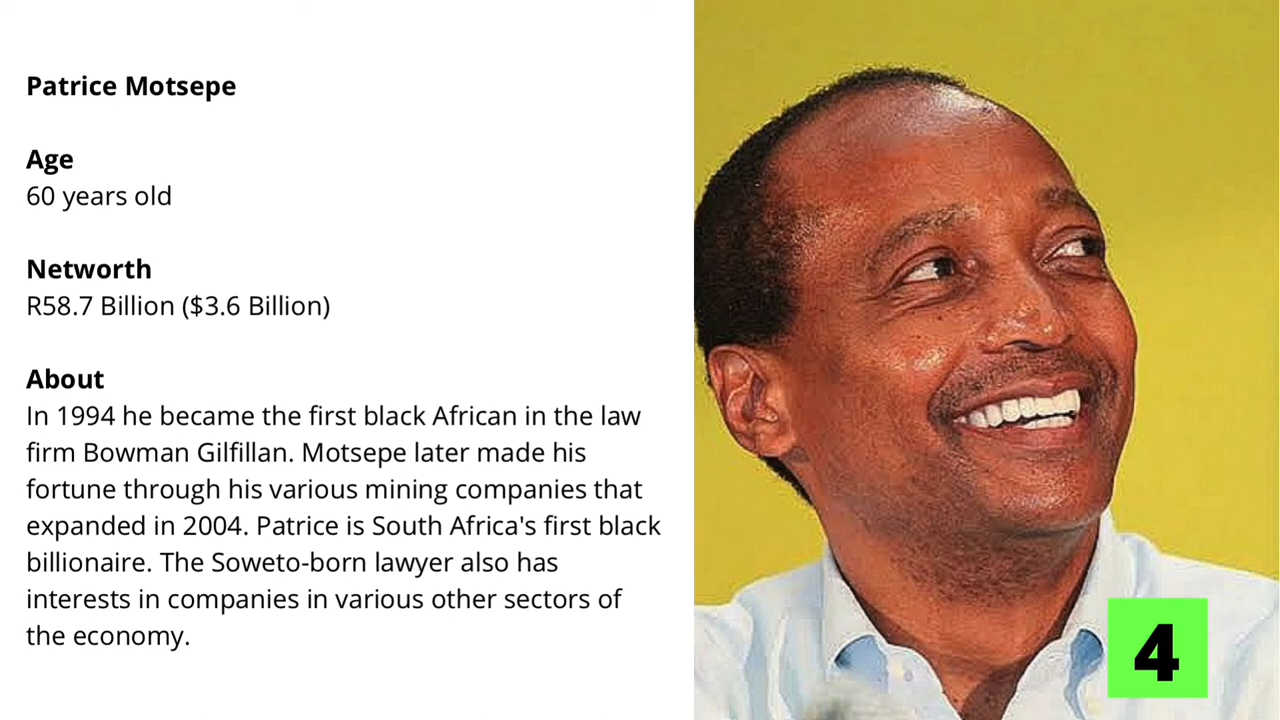 Patrice Motsepe
Age
60 years old
Networth
R58.7 Billion ($3.6 Billion)
About
In 1994 he became the first black African in the law
firm Bowman Gilfillan. Motsepe later made his
fortune through his various mining companies that
expanded in 2004. Patrice is South Africa's first black
billionaire. The Soweto-born lawyer also has
interests in companies in various other sectors of
the economy.
4